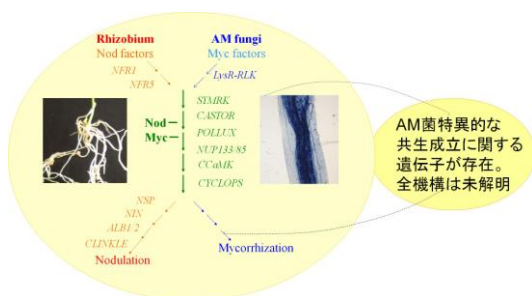 Rhizobium
Nod factors
NFR1
NFR5
AM fungi
Myc factors
LysR-RLK
Nod
Myc
SYMRK
CASTOR
POLLUX
NUP133/85
CCaMK
CYCLOPS
NSP
NIN
ALB1 2
CLINKLE
Nodulation
Mycorrhization
AM菌特異的な
共生成立に関する
遺伝子が存在。
全機構は未解明